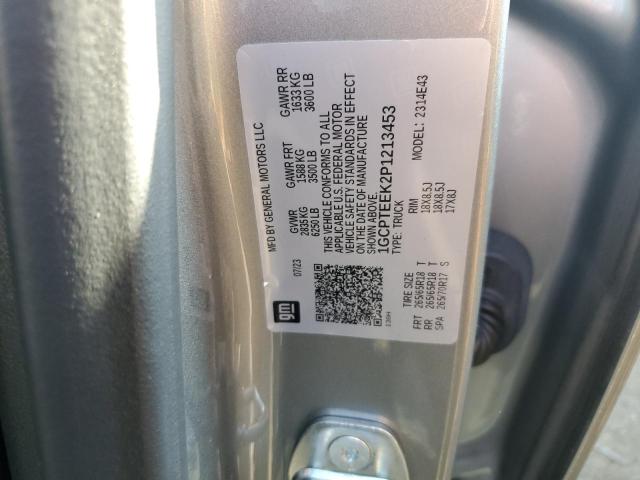 MFD BY GENERAL MOTORS LLC
07/23
GVWR GAWR FRT GAWR RR
2835 KG 1588 KG 1633 KG
6250 LB 3500 LB 3600 LB
THIS VEHICLE CONFORMS TO ALL
APPLICABLE U.S. FEDERAL MOTOR
VEHICLE SAFETY STANDARDS IN EFFECT
ON THE DATE OF MANUFACTURE
SHOWN ABOVE.
1GCPTEEK2P1213453
TYPE: TRUCK MODEL: 2314E43
TIRE SIZE RIM
FRT 265/65R18 T 18X8.5J
RR 265/65R18 T 18X8.5J
SPA 265/70R17 S 17X8J
gm